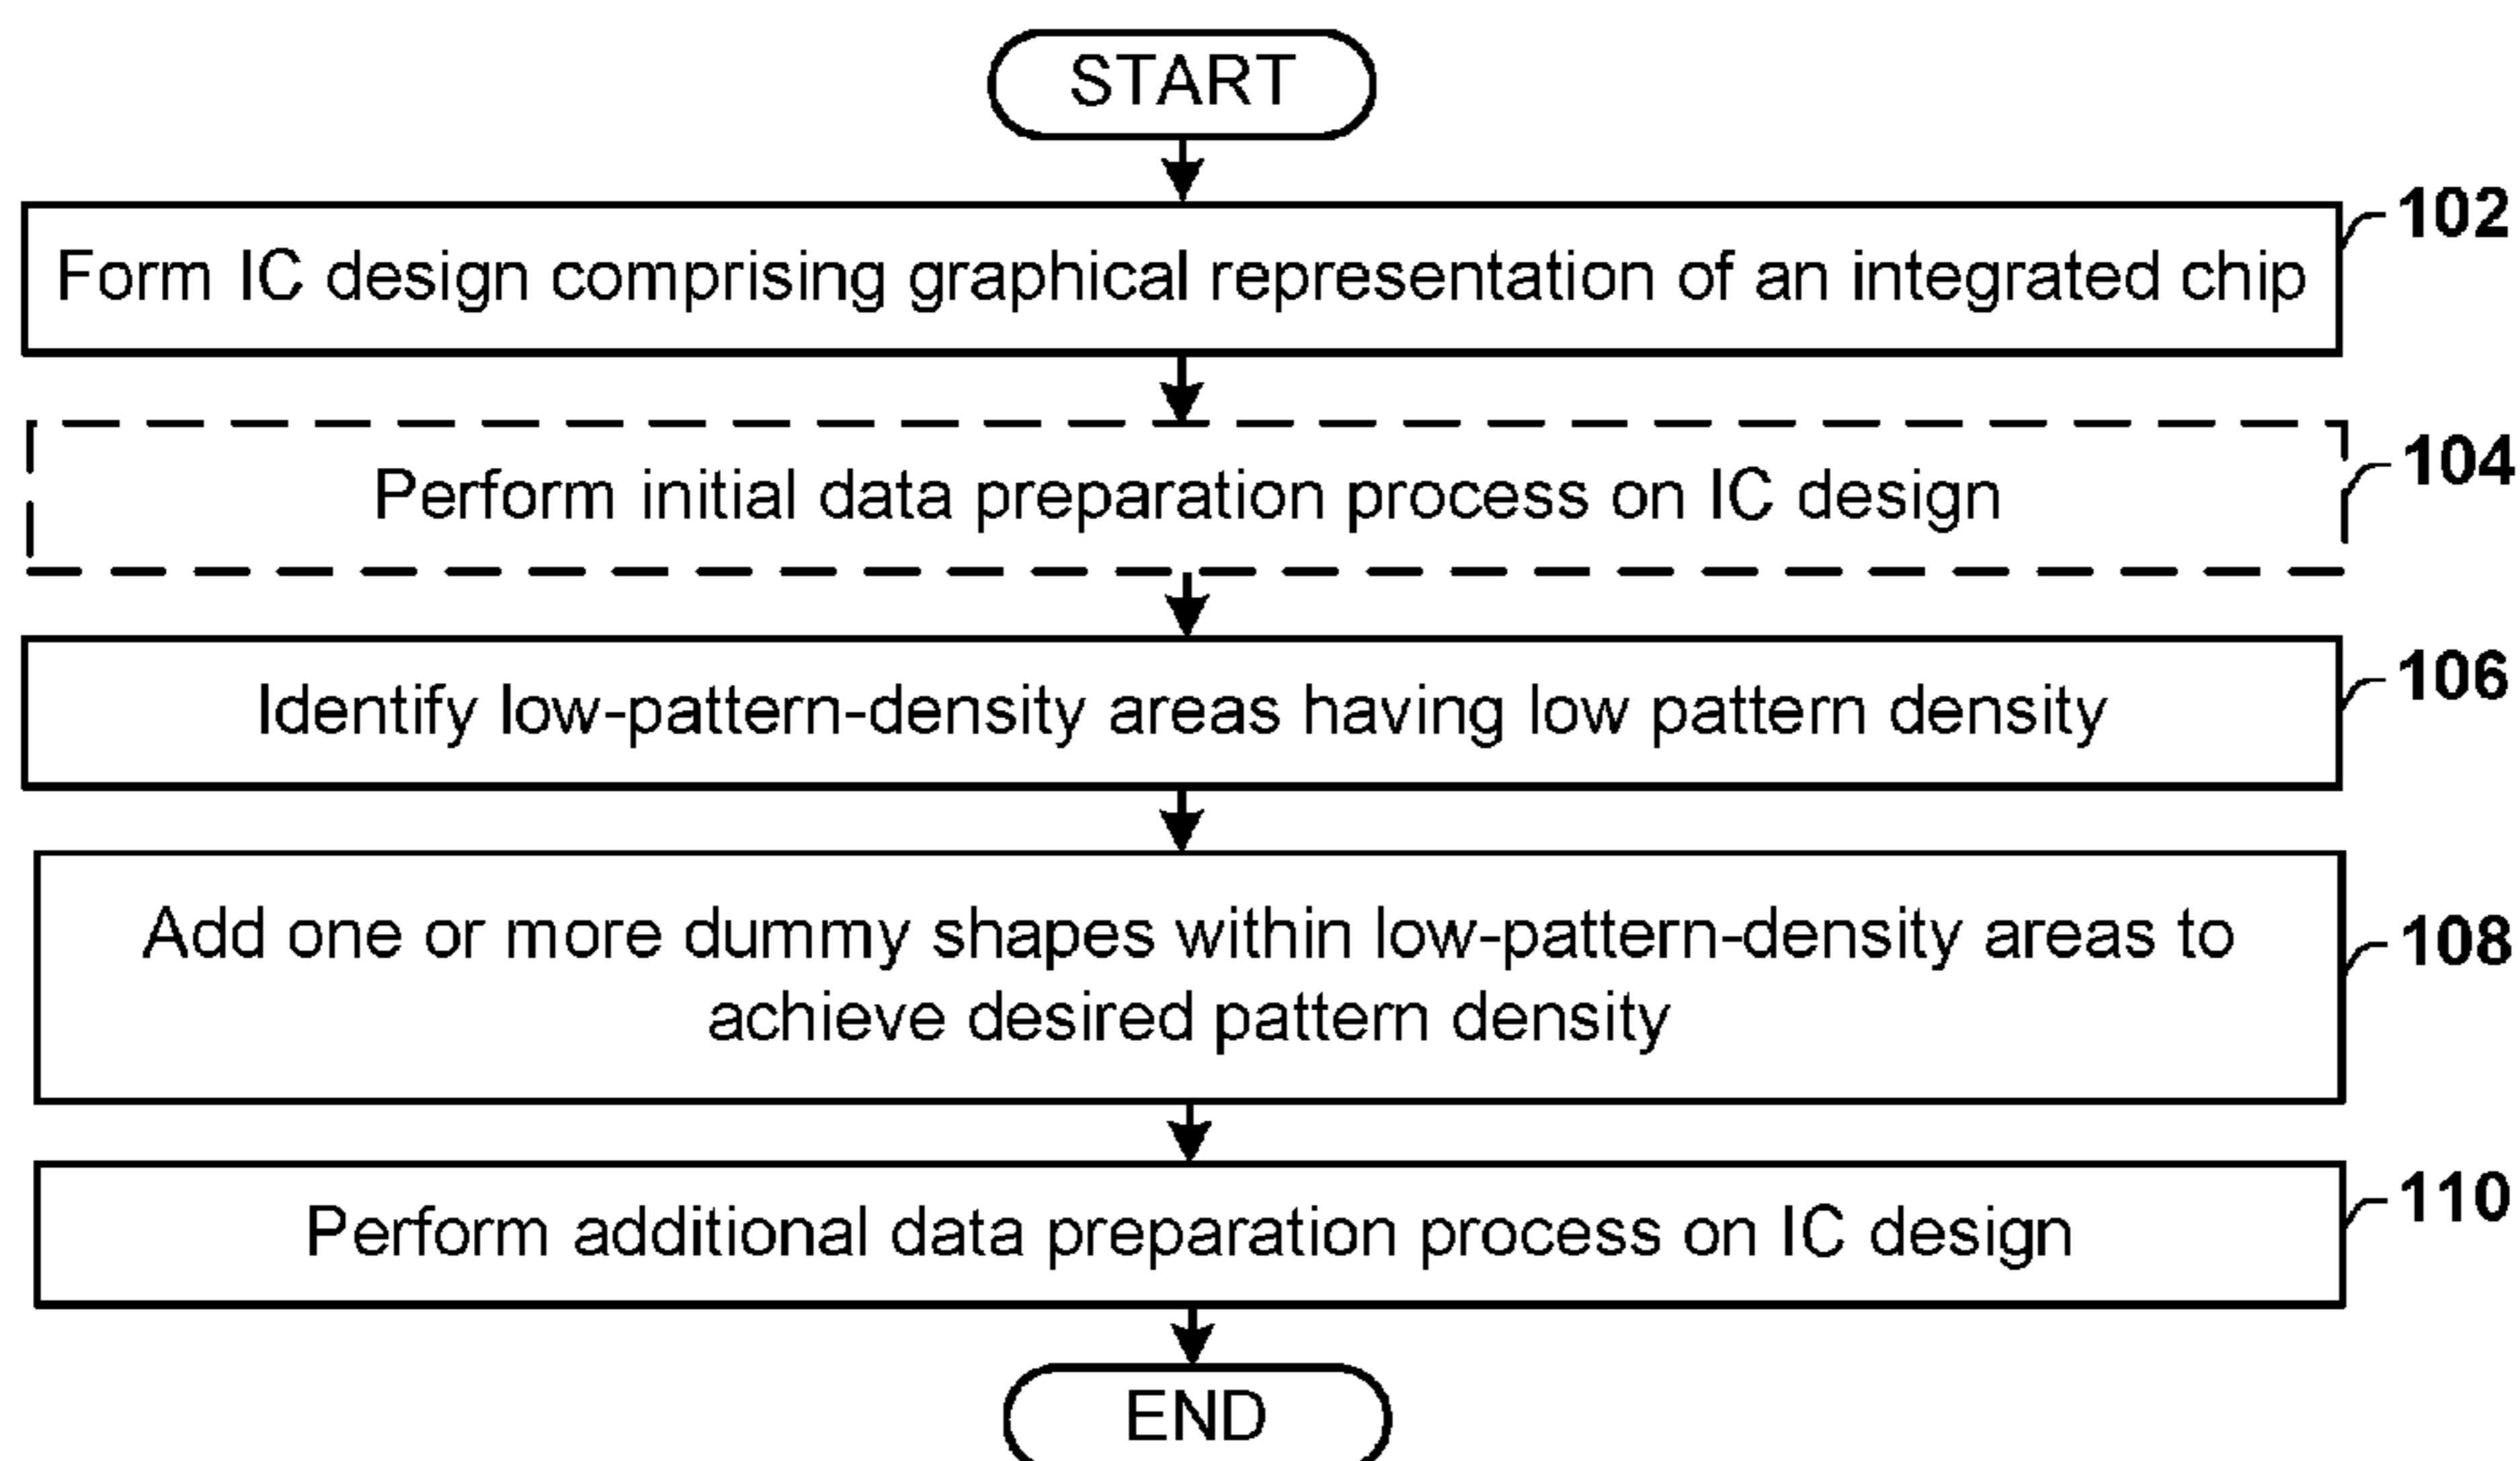 START
102
Form IC design comprising graphical representation of an integrated chip
104
Perform initial data preparation process on IC design
106
Identify low-pattern-density areas having low pattern density
Add one or more dummy shapes within low-pattern-density areas to
108
achieve desired pattern density
110
Perform additional data preparation process on IC design
END